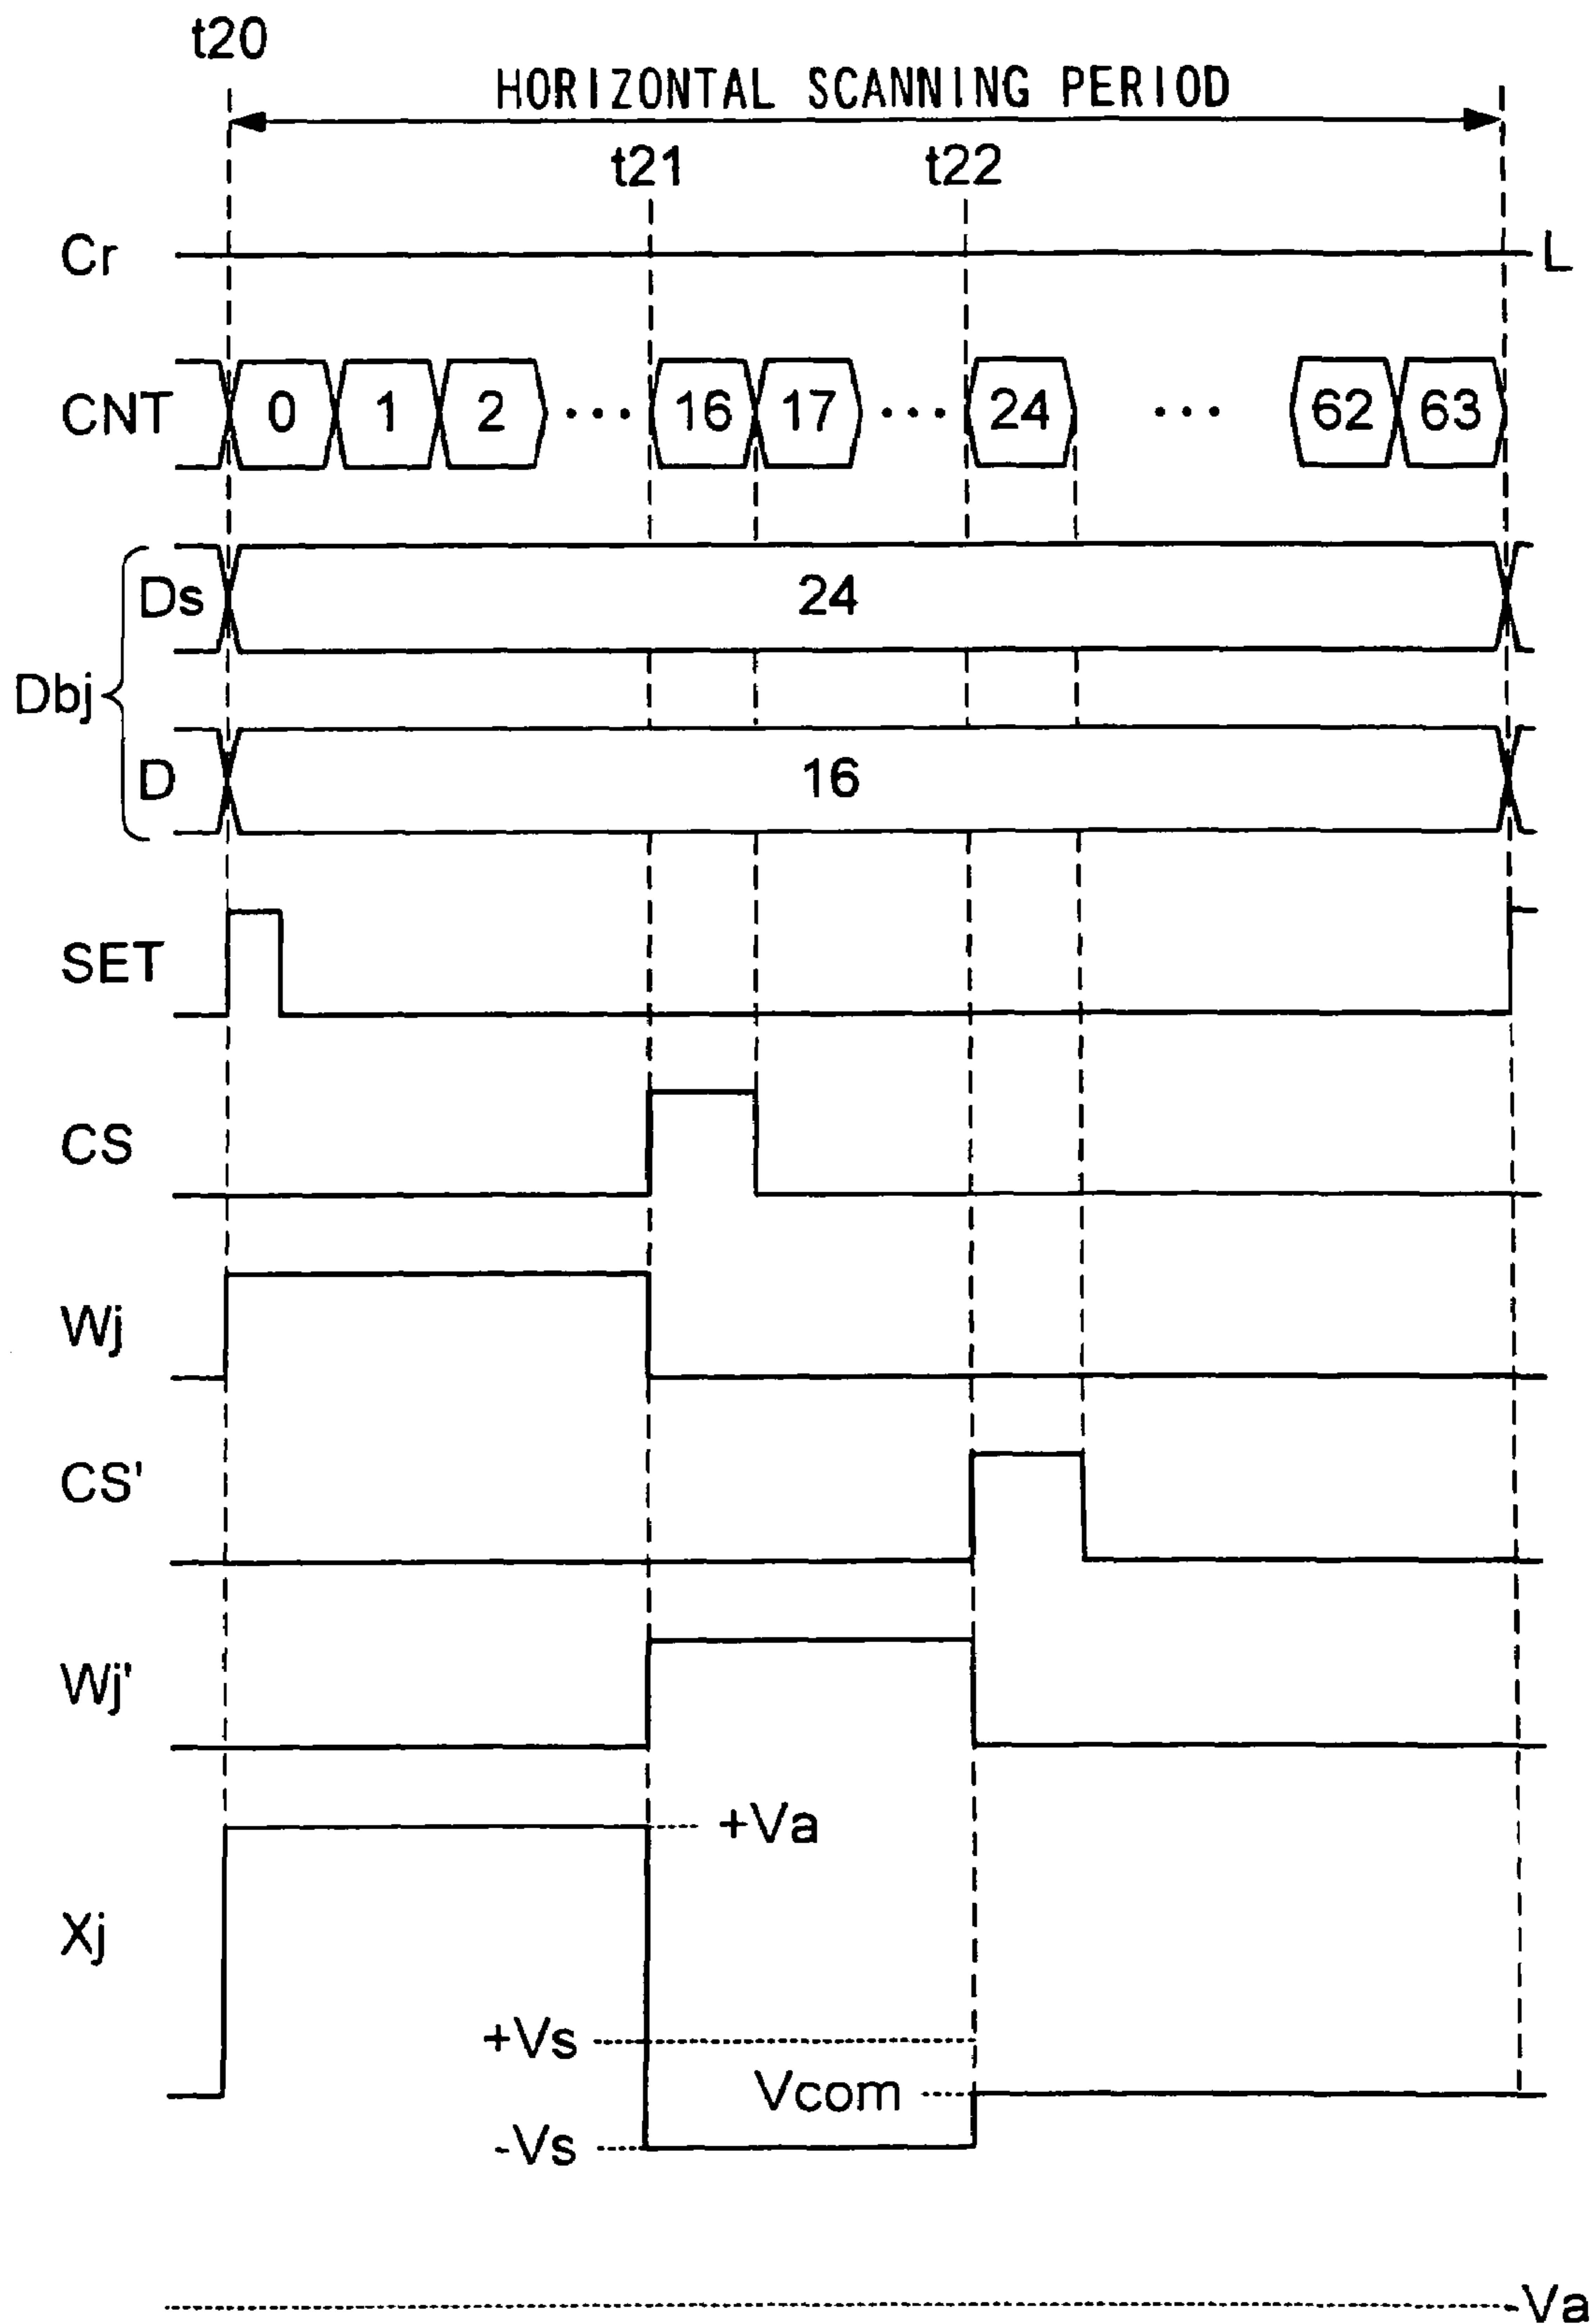 t20
HORIZONTAL SCANNING PERIOD
t21 t22
Cr L
CNT 0 1 2 ... 16 17 ... 24 ... 62 63
Ds 24
Dbj
D 16
SET
CS
Wj
CS'
Wj'
+Va
Xj
+Vs
Vcom
-Vs
-Va